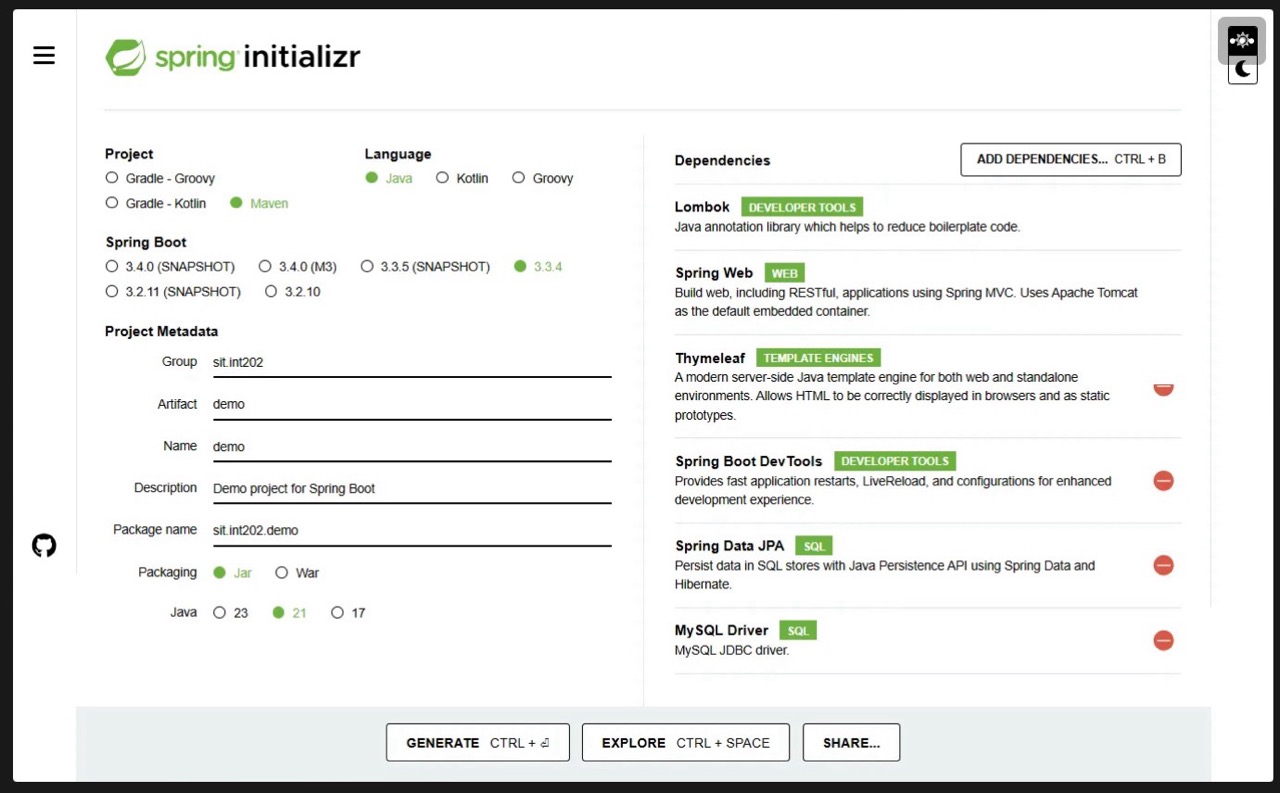 spring initializr
Project
Gradle - Groovy
Gradle - Kotlin Maven
Language
Java Kotlin Groovy
Spring Boot
3.4.0 (SNAPSHOT) 3.4.0 (M3) 3.3.5 (SNAPSHOT) 3.3.4
3.2.11 (SNAPSHOT) 3.2.10
Project Metadata
Group sit.int202
Artifact demo
Name demo
Description Demo project for Spring Boot
Package name sit.int202.demo
Packaging Jar War
Java 23 21 17
Dependencies ADD DEPENDENCIES... CTRL + B
Lombok DEVELOPER TOOLS
Java annotation library which helps to reduce boilerplate code.
Spring Web WEB
Build web, including RESTful, applications using Spring MVC. Uses Apache Tomcat
as the default embedded container.
Thymeleaf TEMPLATE ENGINES
A modern server-side Java template engine for both web and standalone
environments. Allows HTML to be correctly displayed in browsers and as static
prototypes.
Spring Boot DevTools DEVELOPER TOOLS
Provides fast application restarts, LiveReload, and configurations for enhanced
development experience.
Spring Data JPA SQL
Persist data in SQL stores with Java Persistence API using Spring Data and
Hibernate.
MySQL Driver SQL
MySQL JDBC driver.
GENERATE CTRL + ⏎ EXPLORE CTRL + SPACE SHARE...